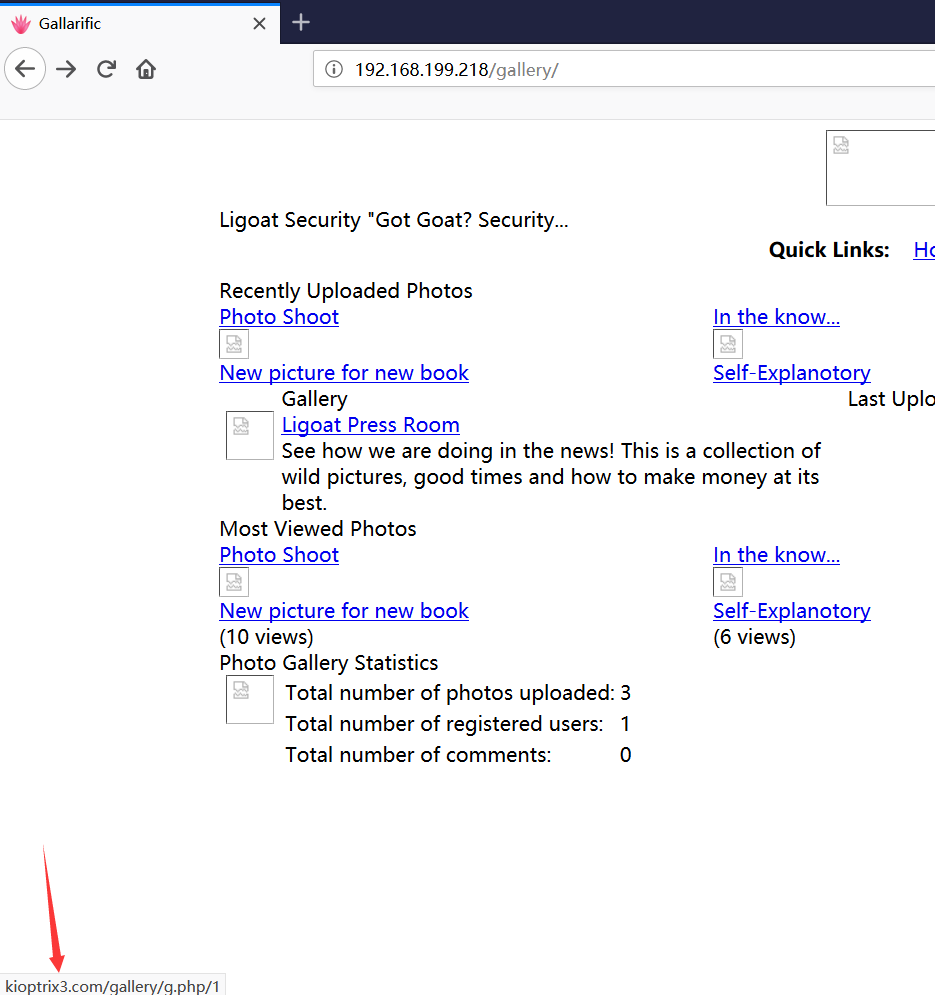 Gallarific
192.168.199.218/gallery/
Ligoat Security "Got Goat? Security...
Quick Links:
Recently Uploaded Photos
Photo Shoot In the know...
New picture for new book Self-Explanotory
Gallery Last Uplo
Ligoat Press Room
See how we are doing in the news! This is a collection of
wild pictures, good times and how to make money at its
best.
Most Viewed Photos
Photo Shoot In the know...
New picture for new book Self-Explanotory
(10 views) (6 views)
Photo Gallery Statistics
Total number of photos uploaded: 3
Total number of registered users: 1
Total number of comments: 0
kioptrix3.com/gallery/g.php/1